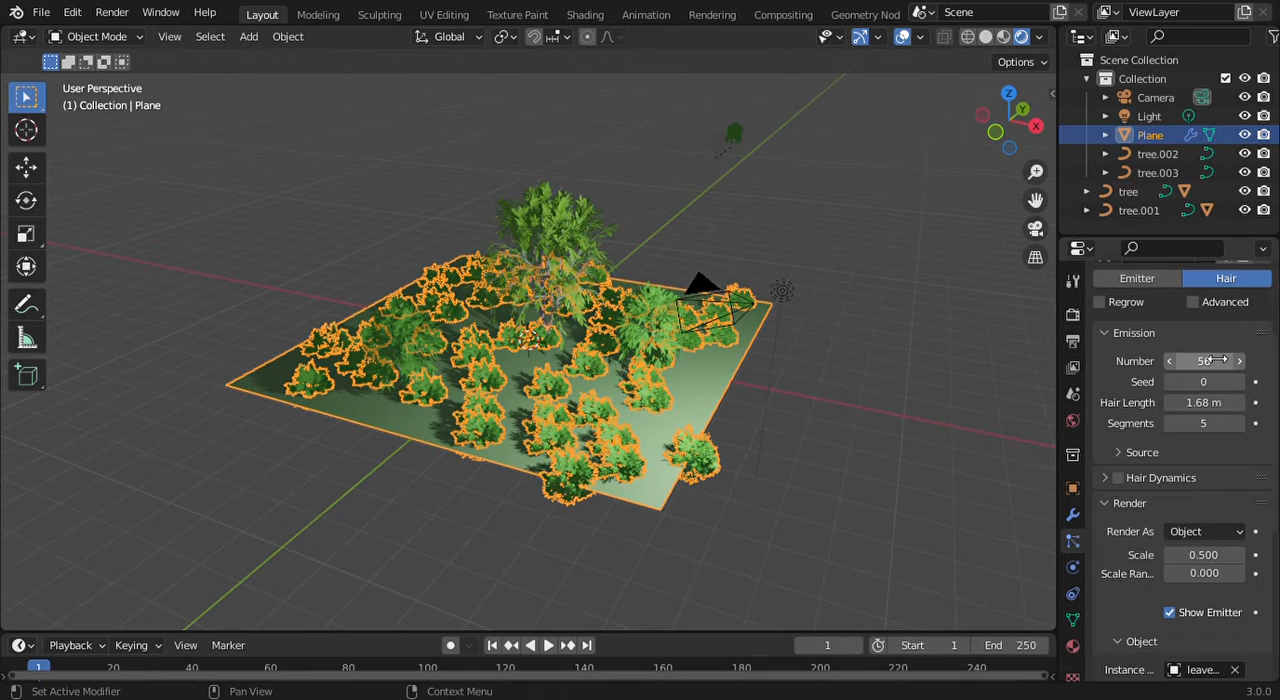 File Edit Render Window Help Layout Modeling Sculpting UV Editing Texture Paint Shading Animation Rendering Compositing Geometry Nod Scene ViewLayer
Object Mode View Select Add Object Global
Options
User Perspective
(1) Collection | Plane
Z
Y
X
Scene Collection
Collection
Camera
Light
Plane
tree.002
tree.003
tree
tree.001
Emitter Hair
Regrow Advanced
Emission
Number 56
Seed 0
Hair Length 1.68 m
Segments 5
Source
Hair Dynamics
Render
Render As Object
Scale 0.500
Scale Ran... 0.000
Show Emitter
Object
Instance ... leave...
Playback Keying View Marker 1 Start 1 End 250
1 20 40 60 80 100 120 140 160 180 200 220 240
Set Active Modifier Pan View Context Menu 3.0.0